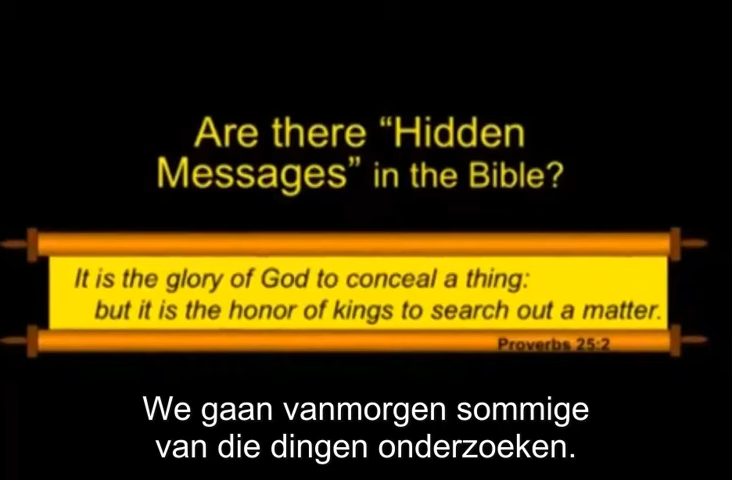 Are there “Hidden
Messages” in the Bible?
It is the glory of God to conceal a thing:
but it is the honor of kings to search out a matter.
Proverbs 25:2
We gaan vanmorgen sommige
van die dingen onderzoeken.